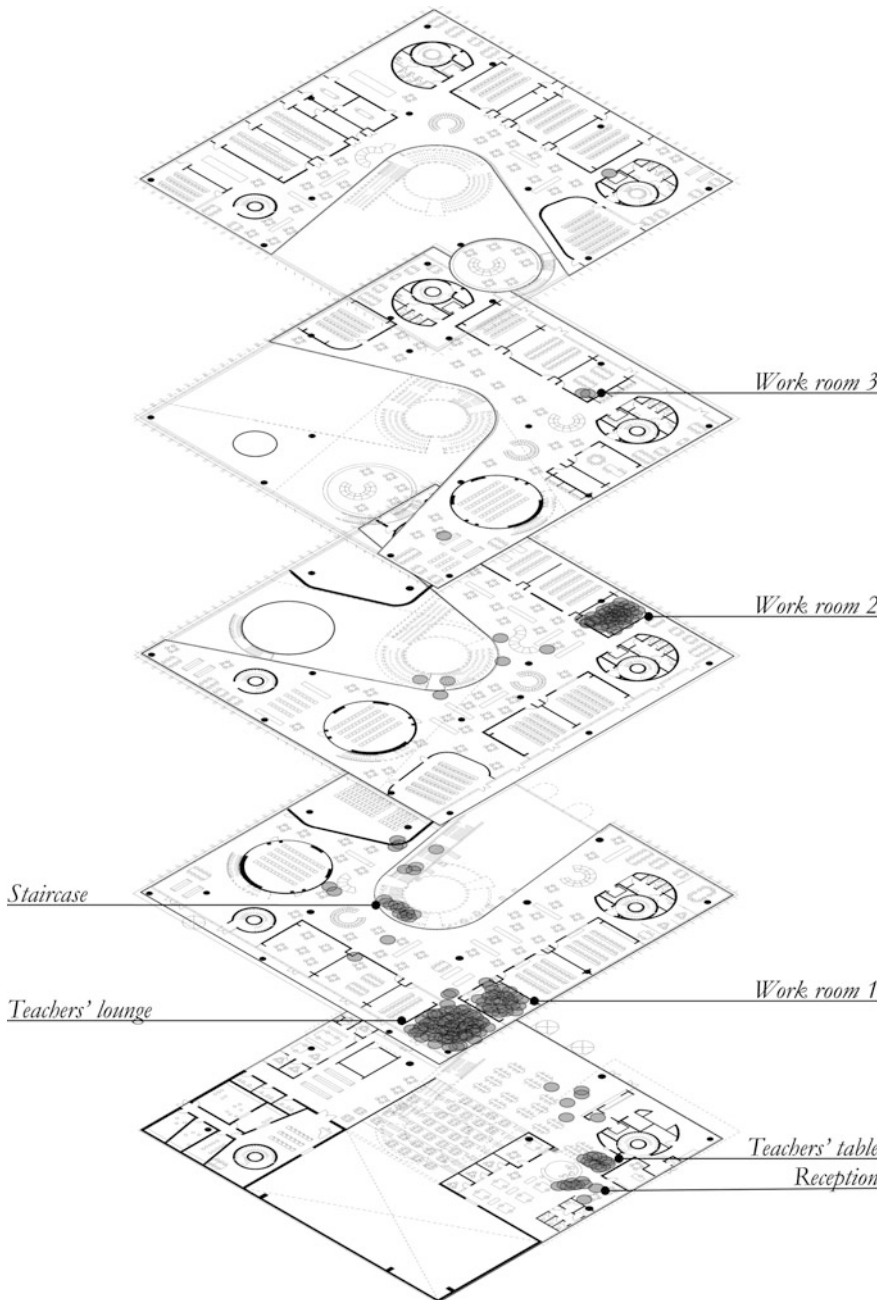 Work room 3
Work room 2
Staircase
Work room 1
Teachers' lounge
Teachers' table
Reception